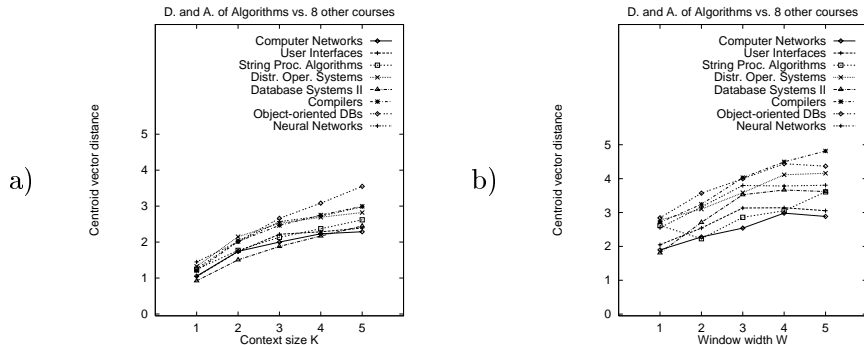 a)
D. and A. of Algorithms vs. 8 other courses
Centroid vector distance
Computer Networks
User Interfaces
String Proc. Algorithms
Distr. Oper. Systems
Database Systems II
Compilers
Object-oriented DBs
Neural Networks
5
4
3
2
1
0
1 2 3 4 5
Context size K
b)
D. and A. of Algorithms vs. 8 other courses
Centroid vector distance
Computer Networks
User Interfaces
String Proc. Algorithms
Distr. Oper. Systems
Database Systems II
Compilers
Object-oriented DBs
Neural Networks
5
4
3
2
1
0
1 2 3 4 5
Window width W